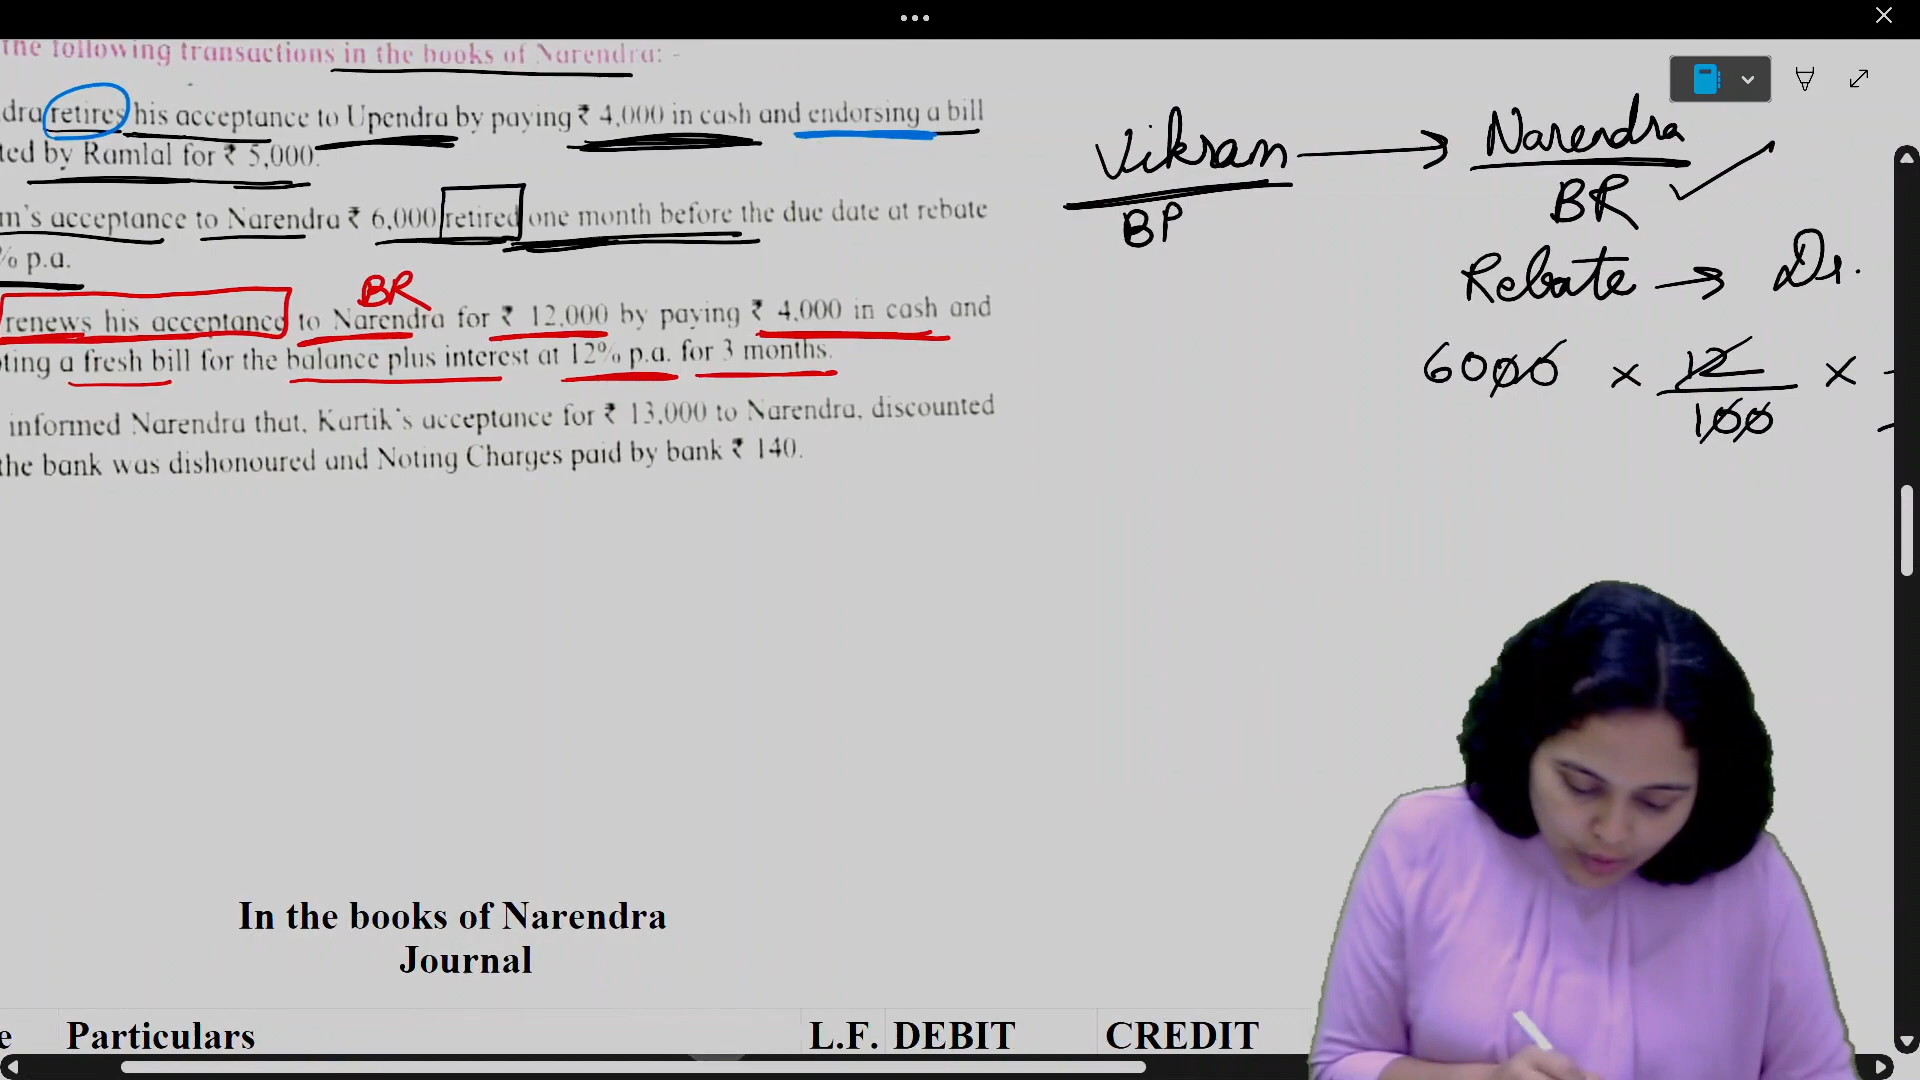 the following transactions in the books of Narendra: -
dra retires his acceptance to Upendra by paying ₹ 4,000 in cash and endorsing a bill
ted by Ramlal for ₹ 5,000.
m's acceptance to Narendra ₹ 6,000 retired one month before the due date at rebate
% p.a.
BR
renews his acceptance to Narendra for ₹ 12,000 by paying ₹ 4,000 in cash and
ting a fresh bill for the balance plus interest at 12% p.a. for 3 months.
informed Narendra that, Kartik's acceptance for ₹ 13,000 to Narendra, discounted
the bank was dishonoured and Noting Charges paid by bank ₹ 140.
Vikram → Narendra
BP BR
Rebate → Dr.
6000 × 12/100 ×
In the books of Narendra
Journal
e Particulars L.F. DEBIT CREDIT